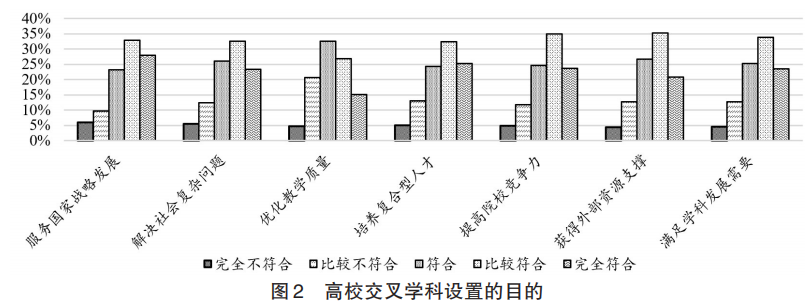 40%
35%
30%
25%
20%
15%
10%
5%
0%
服务国家战略发展
解决社会复杂问题
优化教学质量
培养复合型人才
提高院校竞争力
获得外部资源支撑
满足学科发展需要
完全不符合 比较不符合 符合 比较符合 完全符合
图2 高校交叉学科设置的目的